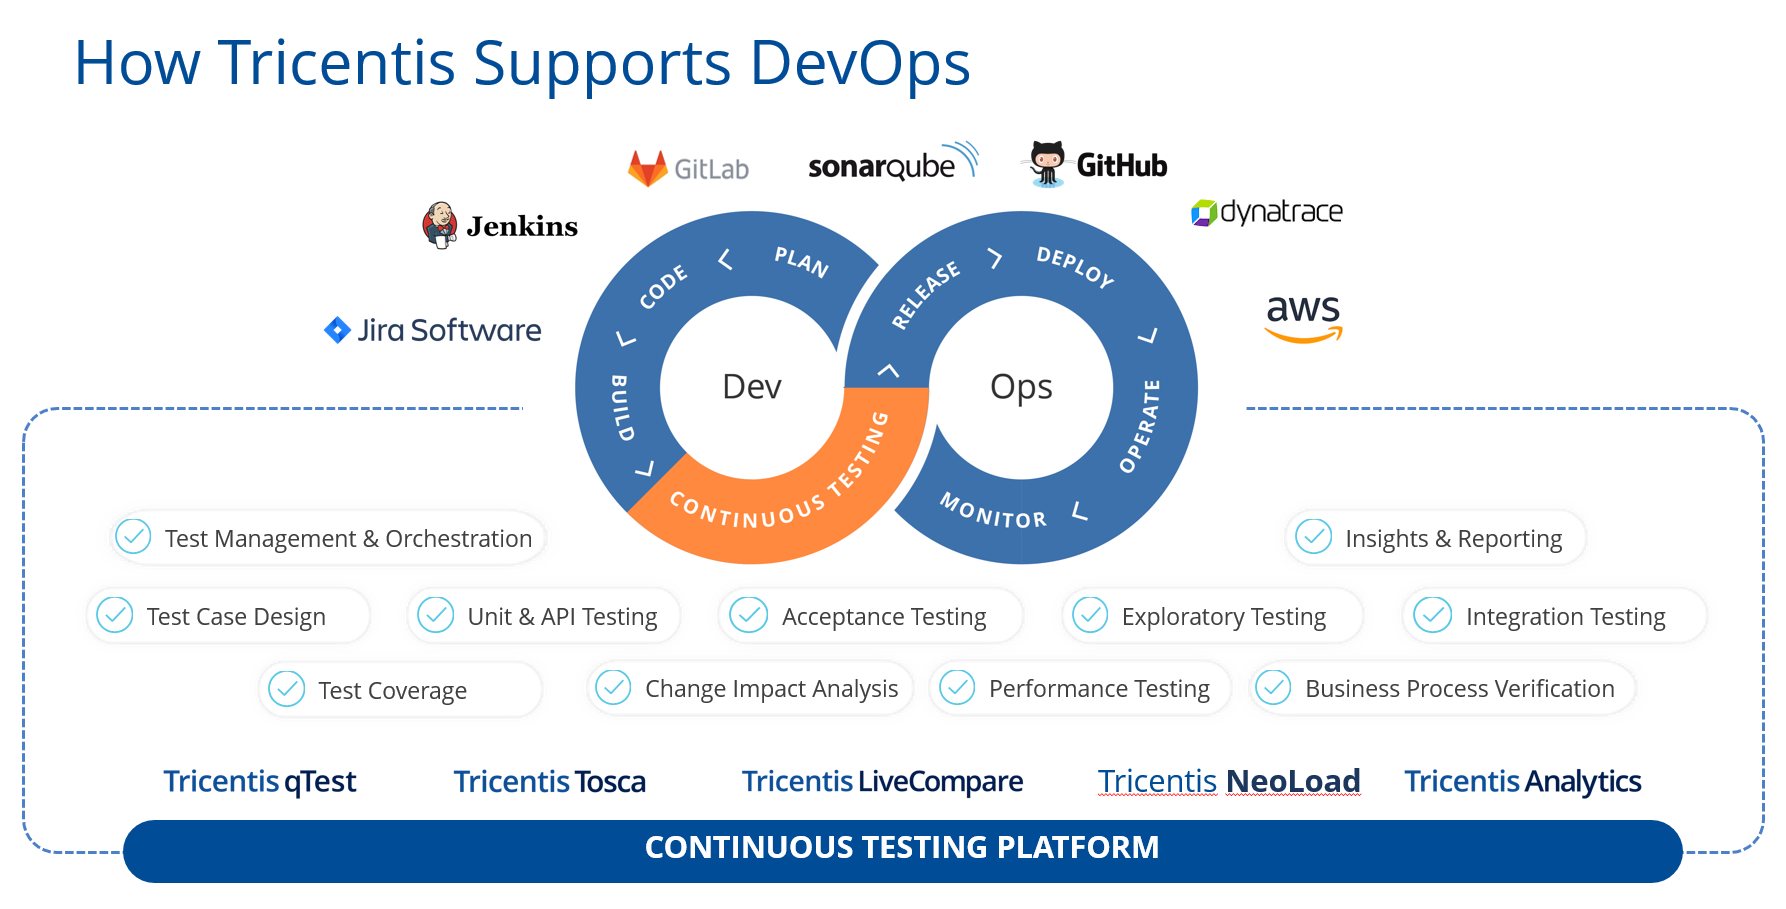 How Tricentis Supports DevOps
GitLab
sonarqube
GitHub
Jenkins
dynatrace
Jira Software
aws
PLAN
CODE
BUILD
CONTINUOUS TESTING
RELEASE
DEPLOY
OPERATE
MONITOR
Dev
Ops
Test Management & Orchestration
Insights & Reporting
Test Case Design
Unit & API Testing
Acceptance Testing
Exploratory Testing
Integration Testing
Test Coverage
Change Impact Analysis
Performance Testing
Business Process Verification
Tricentis qTest
Tricentis Tosca
Tricentis LiveCompare
Tricentis NeoLoad
Tricentis Analytics
CONTINUOUS TESTING PLATFORM